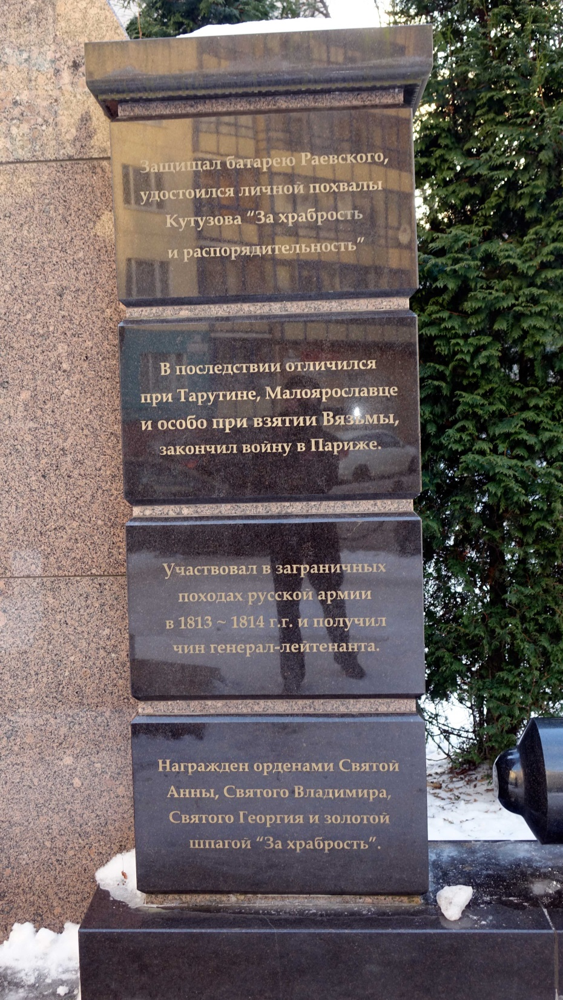 Защищал батарею Раевского,
удостоился личной похвалы
Кутузова “За храбрость
и распорядительность”
В последствии отличился
при Тарутине, Малоярославце
и особо при взятии Вязьмы,
закончил войну в Париже.
Участвовал в заграничных
походах русской армии
в 1813 ~ 1814 г.г. и получил
чин генерал-лейтенанта.
Награжден орденами Святой
Анны, Святого Владимира,
Святого Георгия и золотой
шпагой “За храбрость”.